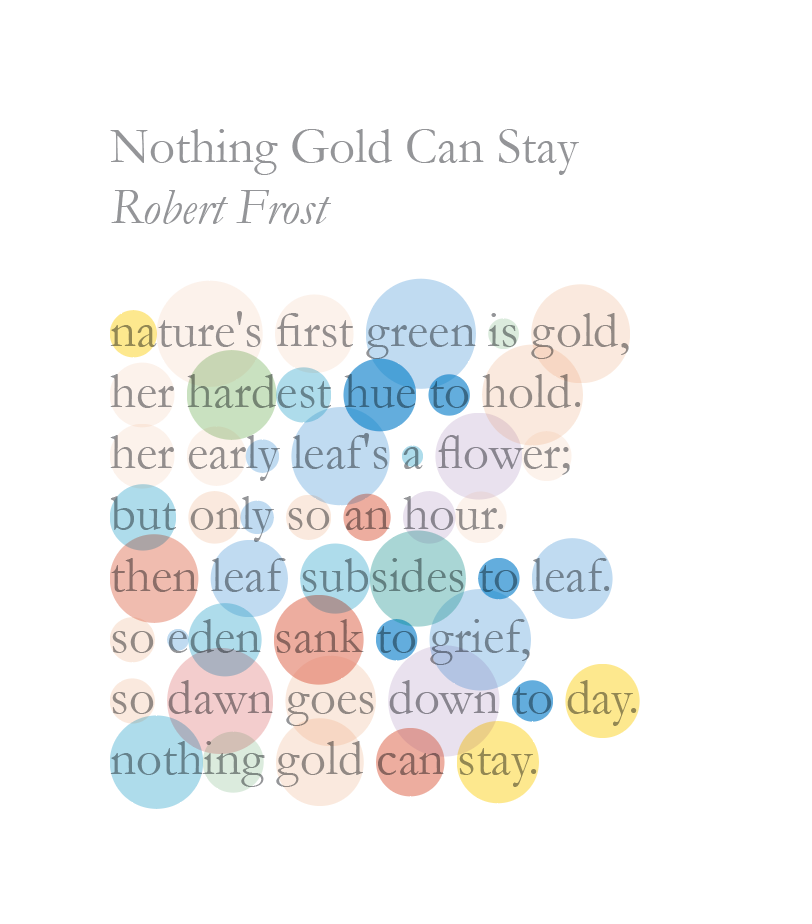 Nothing Gold Can Stay
Robert Frost
nature's first green is gold,
her hardest hue to hold.
her early leaf's a flower;
but only so an hour.
then leaf subsides to leaf.
so eden sank to grief,
so dawn goes down to day.
nothing gold can stay.